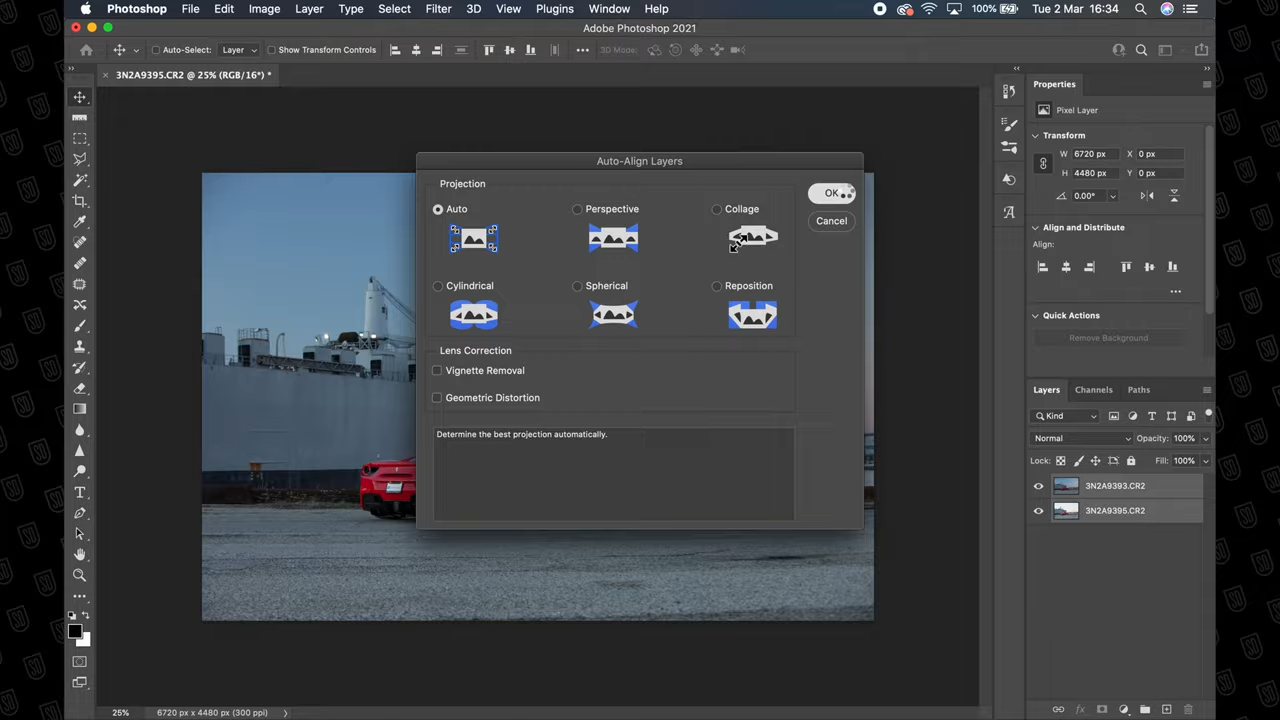 Photoshop File Edit Image Layer Type Select Filter 3D View Plugins Window Help 100% Tue 2 Mar 16:34
Adobe Photoshop 2021
Auto-Select: Layer Show Transform Controls 3D Mode:
3N2A9395.CR2 @ 25% (RGB/16*) *
Auto-Align Layers
Projection
OK
Cancel
Auto Perspective Collage
Cylindrical Spherical Reposition
Lens Correction
Vignette Removal
Geometric Distortion
Determine the best projection automatically.
Properties
Pixel Layer
Transform
W 6720 px X 0 px
H 4480 px Y 0 px
0.00°
Align and Distribute
Align:
Quick Actions
Remove Background
Layers Channels Paths
Kind
Normal Opacity: 100%
Lock: Fill: 100%
3N2A9393.CR2
3N2A9395.CR2
25% 6720 px x 4480 px (300 ppi)